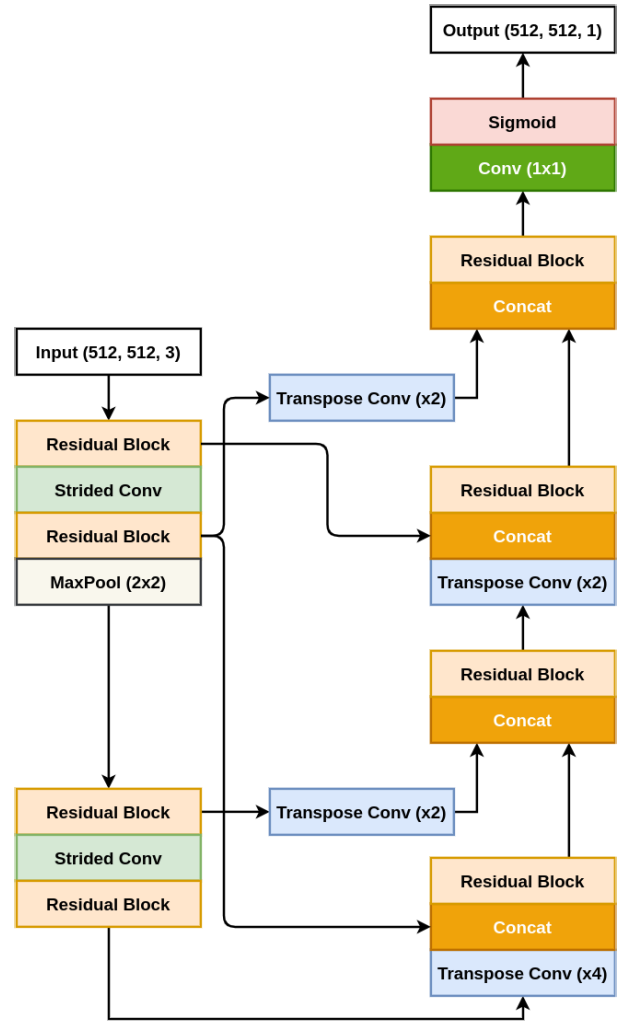 Output (512, 512, 1)
Sigmoid
Conv (1x1)
Residual Block
Concat
Input (512, 512, 3)
Transpose Conv (x2)
Residual Block
Strided Conv
Residual Block
MaxPool (2x2)
Residual Block
Concat
Transpose Conv (x2)
Residual Block
Concat
Residual Block
Strided Conv
Residual Block
Transpose Conv (x2)
Residual Block
Concat
Transpose Conv (x4)